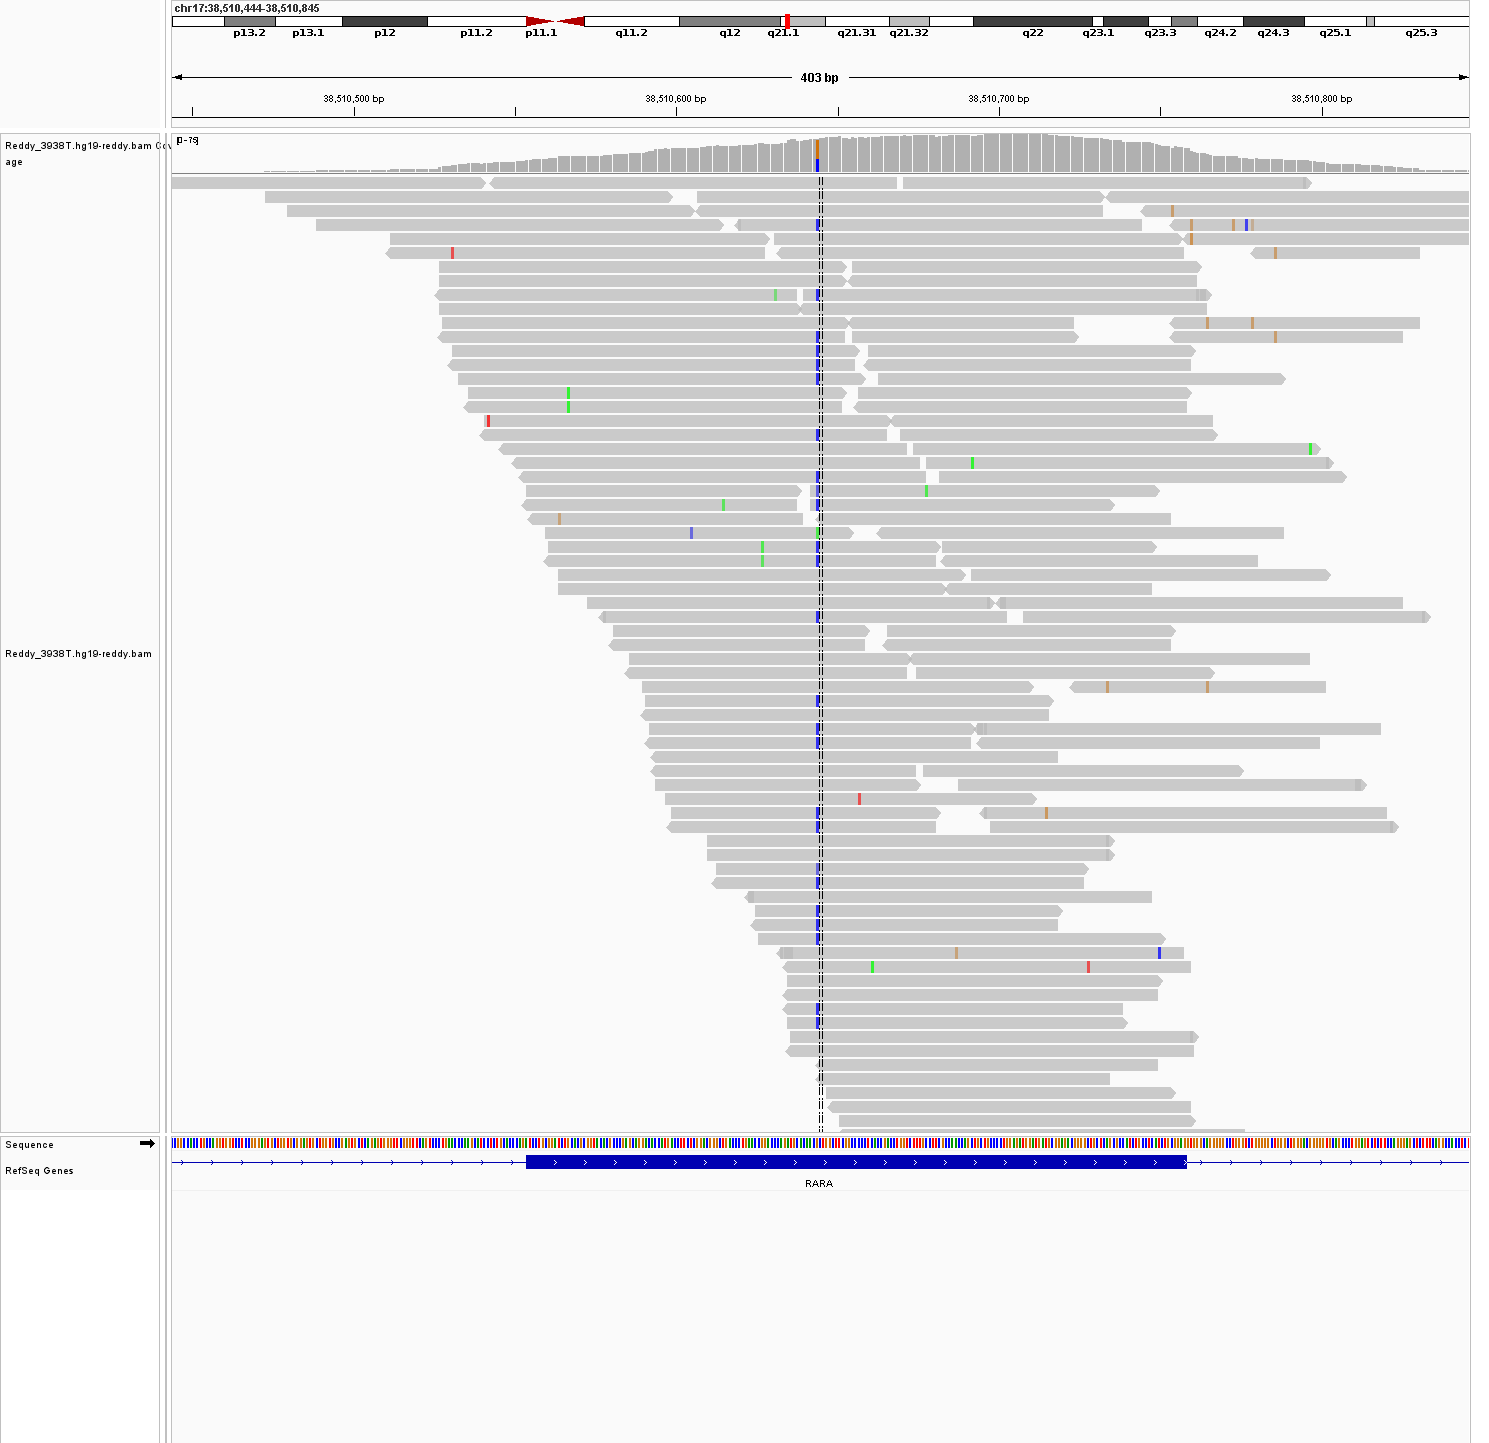 chr17:38,510,444-38,510,845
p13.2 p13.1 p12 p11.2 p11.1 q11.2 q12 q21.1 q21.31 q21.32 q22 q23.1 q23.3 q24.2 q24.3 q25.1 q25.3
403 bp
38,510,500 bp 38,510,600 bp 38,510,700 bp 38,510,800 bp
Reddy_3938T.hg19-reddy.bam Cov
age
Reddy_3938T.hg19-reddy.bam
Sequence
RefSeq Genes
RARA